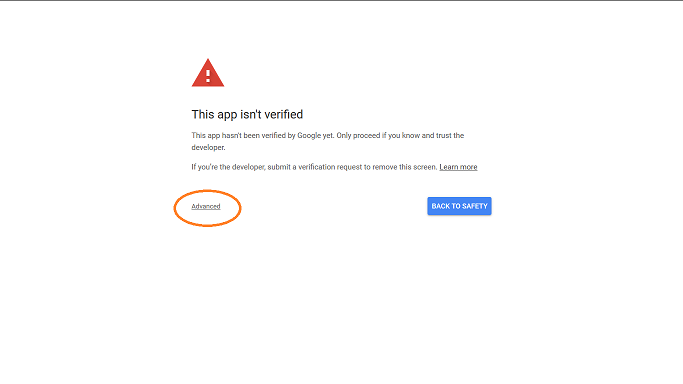 This app isn't verified
This app hasn't been verified by Google yet. Only proceed if you know and trust the
developer.
If you're the developer, submit a verification request to remove this screen. Learn more
Advanced
BACK TO SAFETY